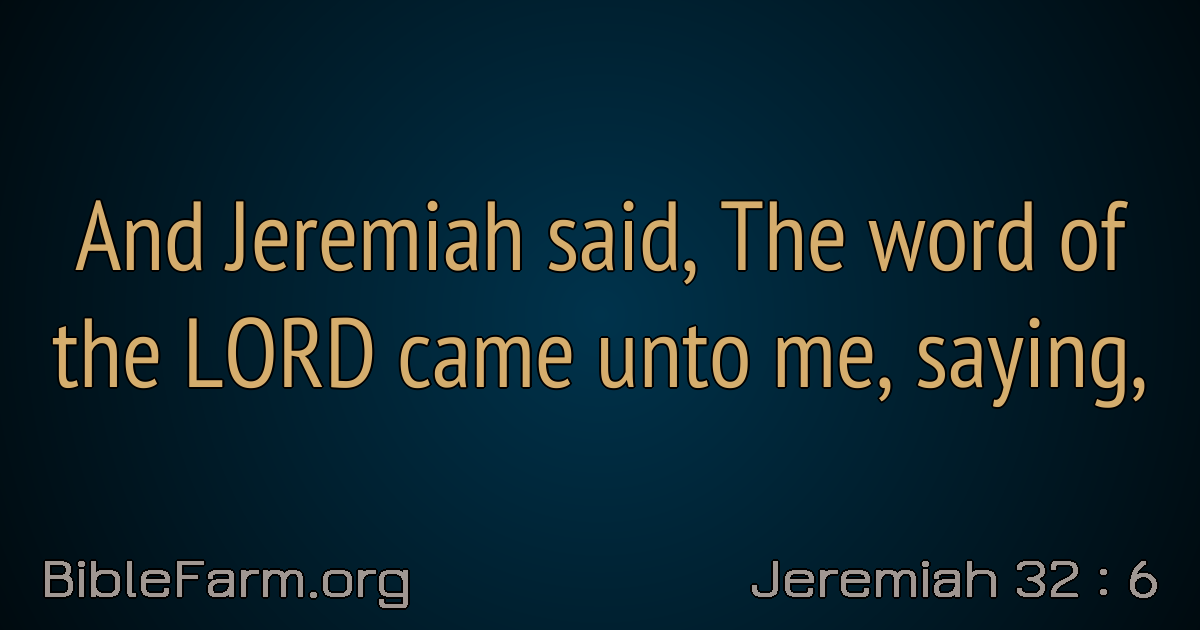 And Jeremiah said, The word of
the LORD came unto me, saying,
BibleFarm.org
Jeremiah 32 : 6